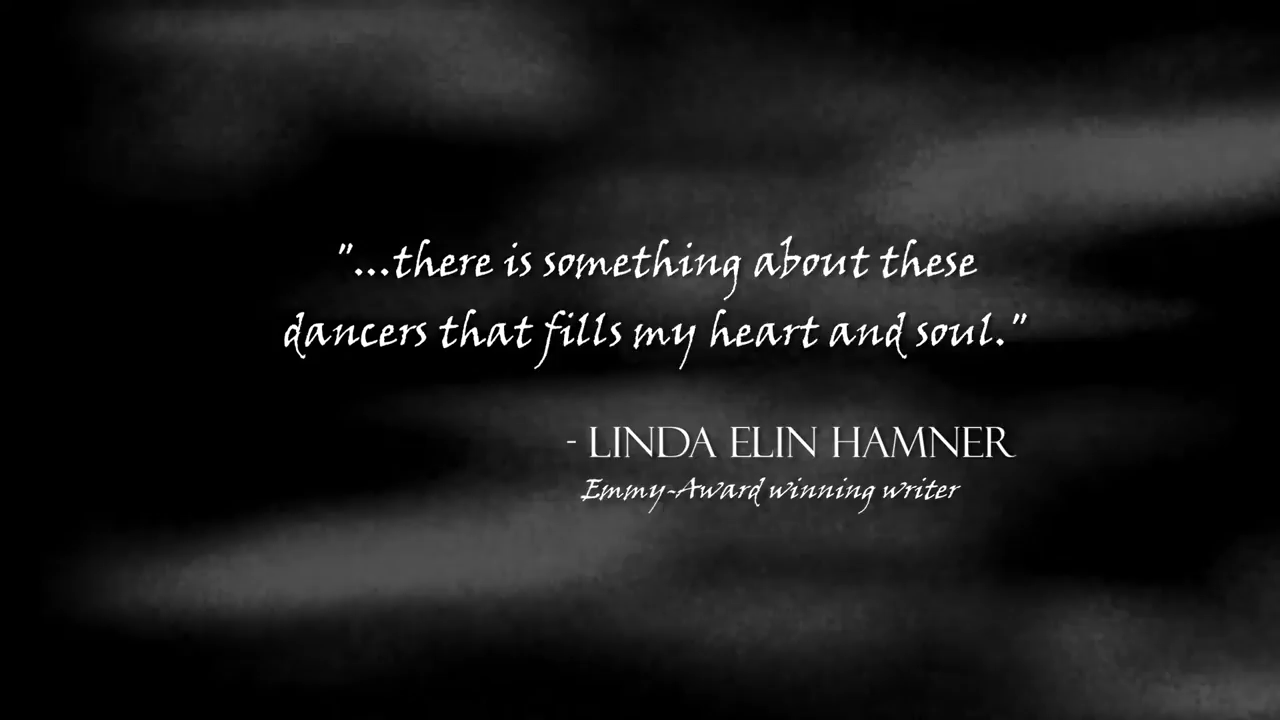 "...there is something about these
dancers that fills my heart and soul."
- LINDA ELIN HAMNER
Emmy-Award winning writer